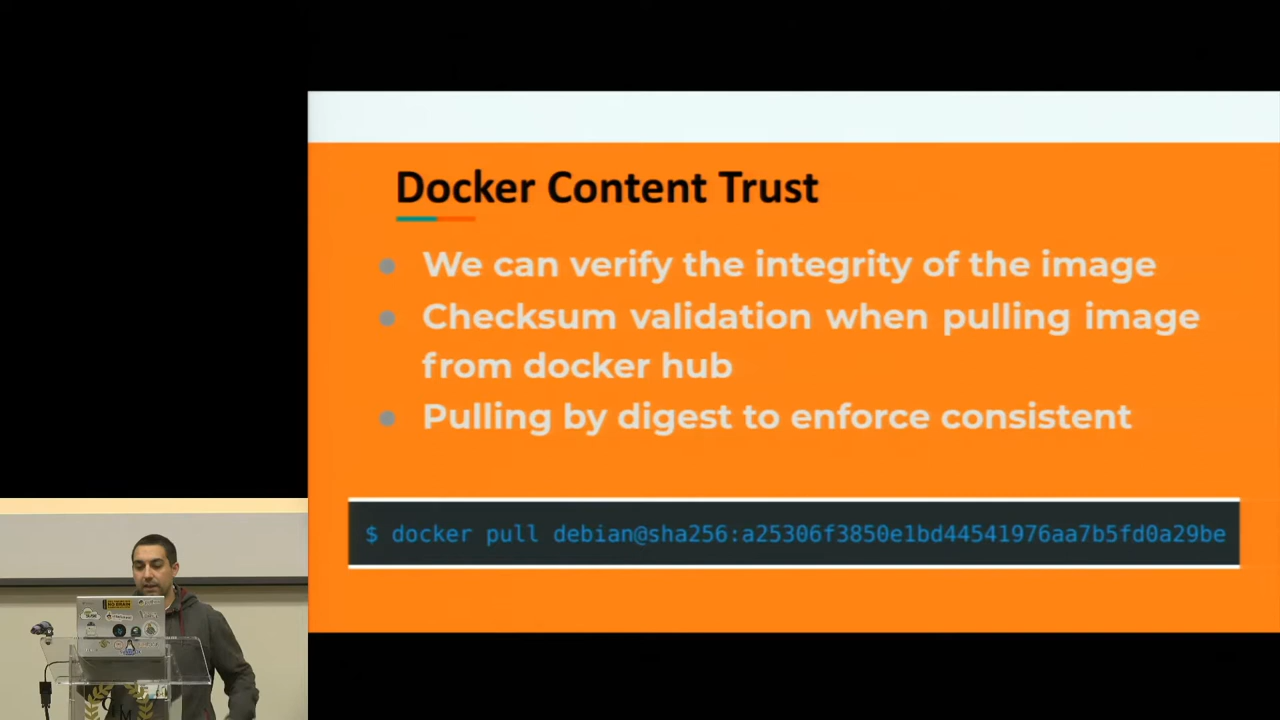 Docker Content Trust
We can verify the integrity of the image
Checksum validation when pulling image
from docker hub
Pulling by digest to enforce consistent
$ docker pull debian@sha256:a25306f3850e1bd44541976aa7b5fd0a29be